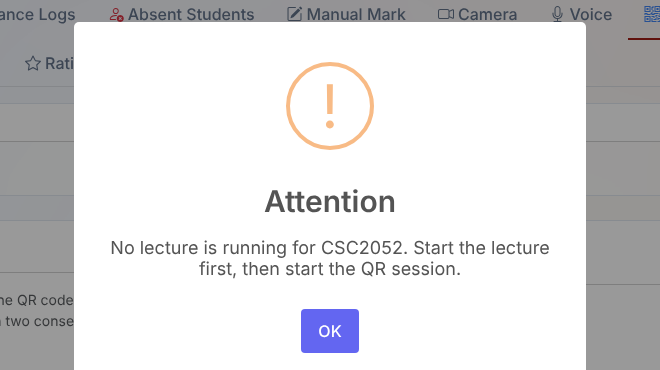 ance Logs Absent Students Manual Mark Camera Voice
Rati
Attention
No lecture is running for CSC2052. Start the lecture
first, then start the QR session.
ne QR code
two conse
OK